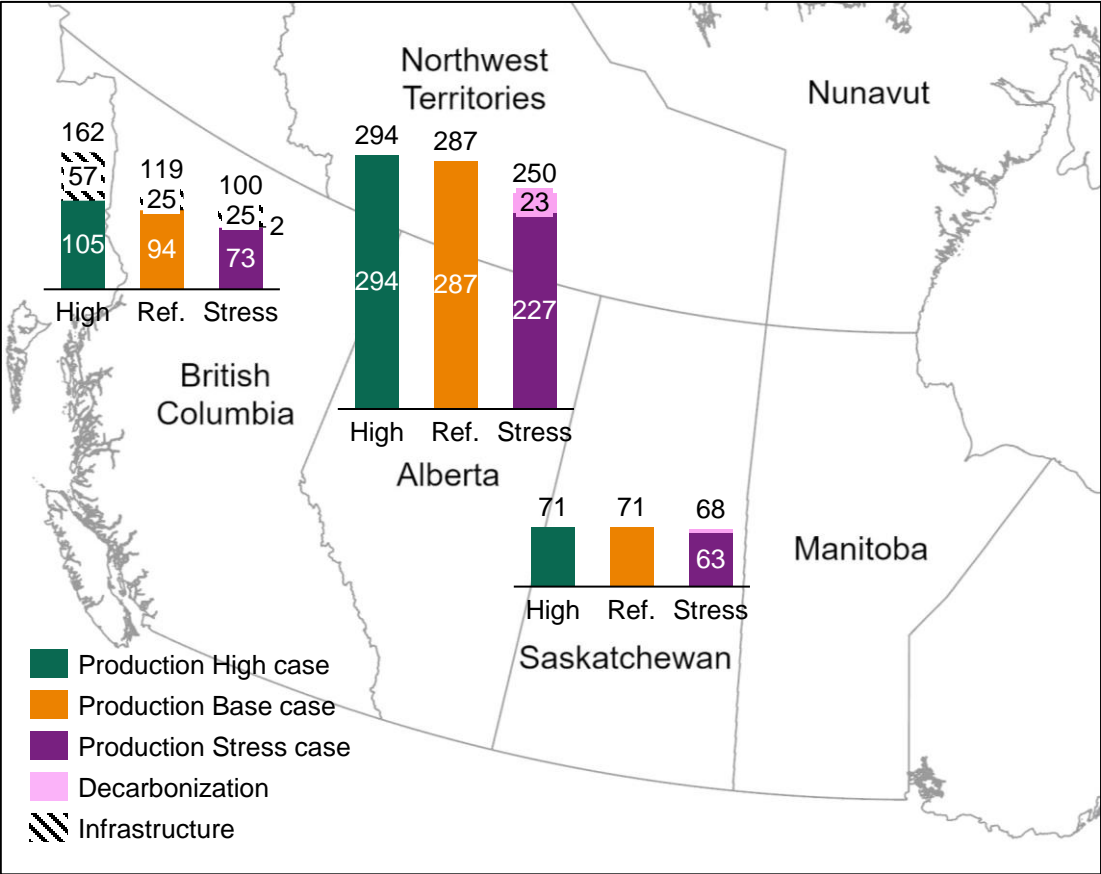 Northwest
Territories
Nunavut
162
57
105
119
25
94
100
25
2
73
High Ref. Stress
294
294
287
287
250
23
227
High Ref. Stress
British
Columbia
Alberta
71
71
68
63
High Ref. Stress
Saskatchewan
Manitoba
Production High case
Production Base case
Production Stress case
Decarbonization
Infrastructure